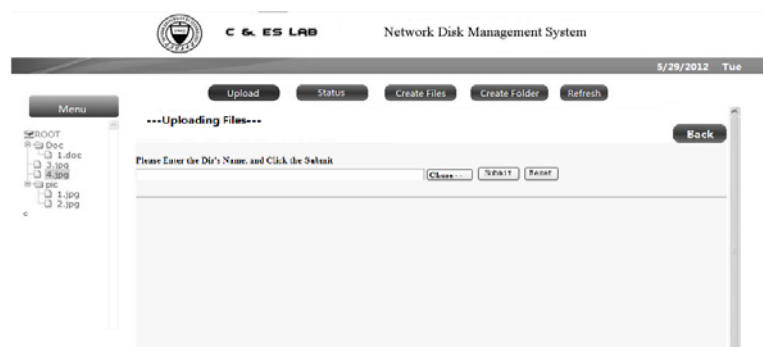 C & ES LAB
Network Disk Management System
5/29/2012 Tue
Upload Status Create Files Create Folder Refresh
Menu
---Uploading Files---
Back
ROOT
Doc
1.doc
3.jpg
4.jpg
pic
1.jpg
2.jpg
c
Please Enter the Dir's Name, and Click the Submit
Submit Reset